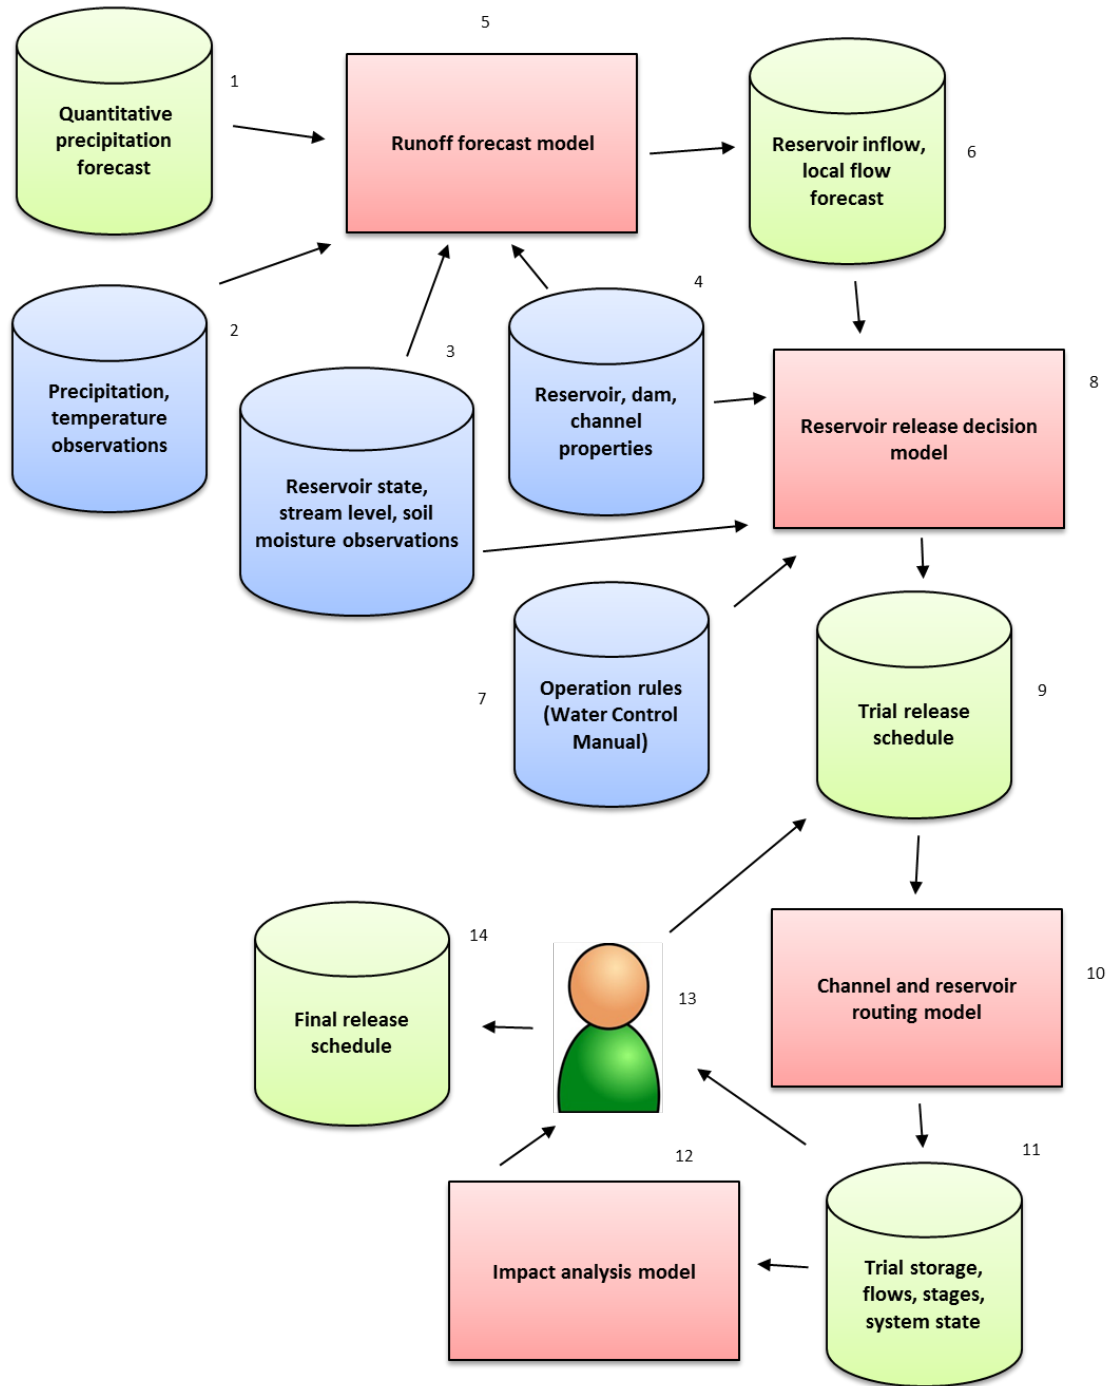 5
1
Quantitative
precipitation
forecast
Runoff forecast model
Reservoir inflow,
local flow
forecast
6
2
Precipitation,
temperature
observations
3
Reservoir state,
stream level, soil
moisture observations
4
Reservoir, dam,
channel
properties
8
Reservoir release decision
model
7
Operation rules
(Water Control
Manual)
9
Trial release
schedule
14
Final release
schedule
13
10
Channel and reservoir
routing model
12
Impact analysis model
11
Trial storage,
flows, stages,
system state